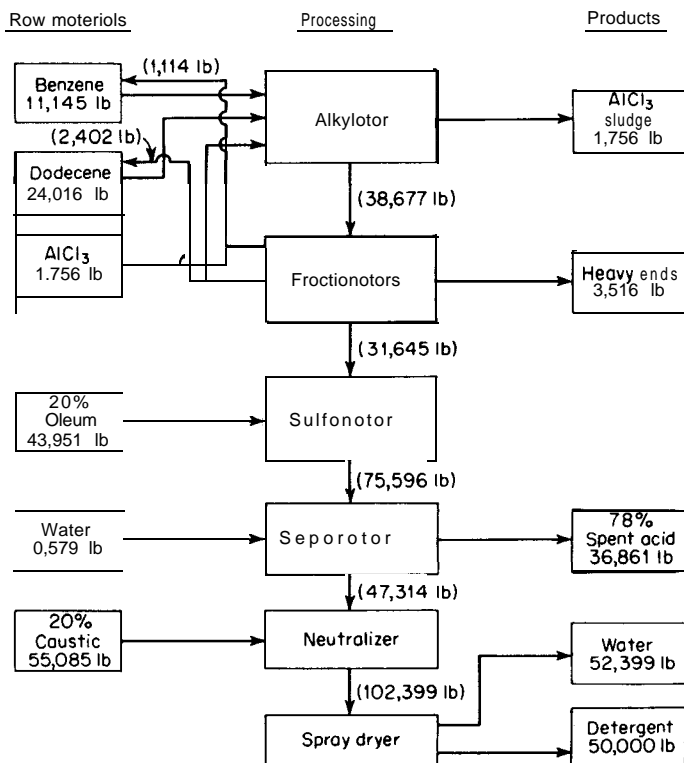 Row moteriols
Processing
Products
(1,114 lb)
Benzene
11,145 lb
Alkylotor
AlCl₃
sludge
1,756 lb
(2,402 lb)
Dodecene
24,016 lb
(38,677 lb)
AlCl₃
1.756 lb
Froctionotors
Heavy ends
3,516 lb
(31,645 lb)
20%
Oleum
43,951 lb
Sulfonotor
(75,596 lb)
Water
0,579 lb
Seporotor
78%
Spent acid
36,861 lb
(47,314 lb)
20%
Caustic
55,085 lb
Neutralizer
Water
52,399 lb
(102,399 lb)
Spray dryer
Detergent
50,000 lb